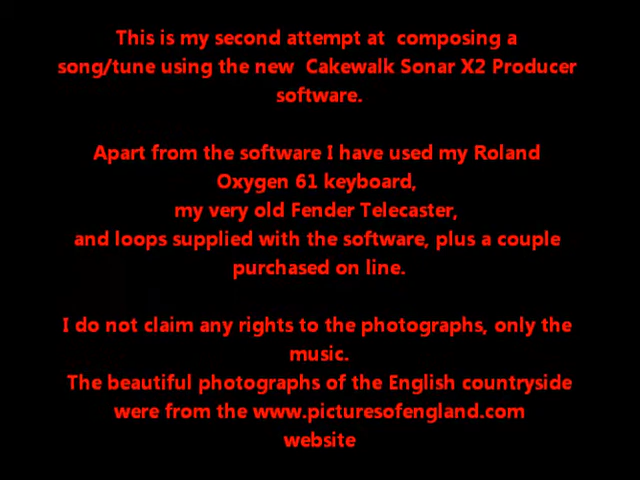 This is my second attempt at  composing a
song/tune using the new  Cakewalk Sonar X2 Producer
software.
Apart from the software I have used my Roland
Oxygen 61 keyboard,
my very old Fender Telecaster,
and loops supplied with the software, plus a couple
purchased on line.
I do not claim any rights to the photographs, only the
music.
The beautiful photographs of the English countryside
were from the www.picturesofengland.com
website